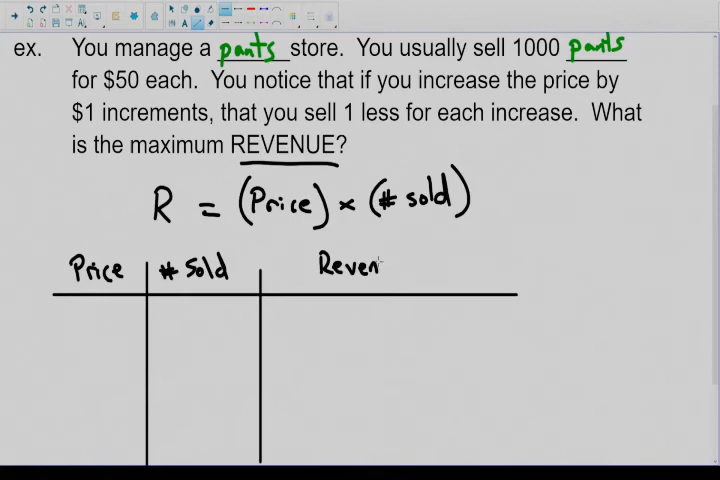 ex. You manage a pants store. You usually sell 1000 pants
for $50 each. You notice that if you increase the price by
$1 increments, that you sell 1 less for each increase. What
is the maximum REVENUE?
R = (Price) × (# sold)
Price # Sold Reven